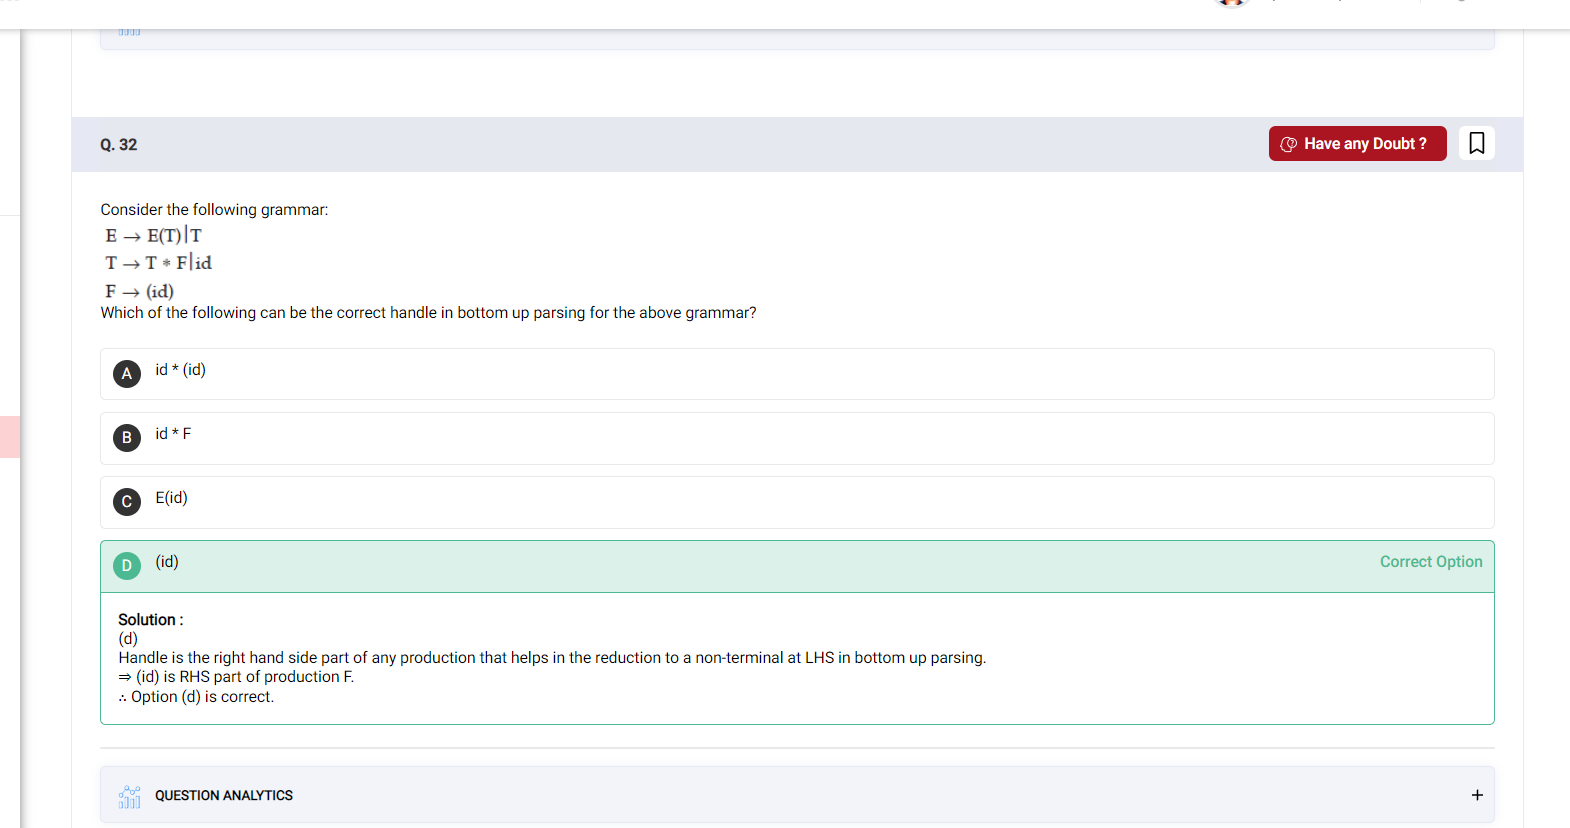 Q. 32
Have any Doubt ?
Consider the following grammar:
E → E(T)|T
T → T * F|id
F → (id)
Which of the following can be the correct handle in bottom up parsing for the above grammar?
A id * (id)
B id * F
C E(id)
D (id)
Correct Option
Solution :
(d)
Handle is the right hand side part of any production that helps in the reduction to a non-terminal at LHS in bottom up parsing.
⇒ (id) is RHS part of production F.
∴ Option (d) is correct.
QUESTION ANALYTICS
+